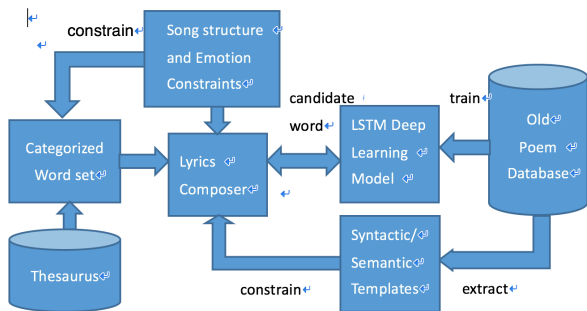 constrain
Song structure
and Emotion
Constraints
candidate
word
train
Categorized
Word set
Lyrics
Composer
LSTM Deep
Learning
Model
Old
Poem
Database
Thesaurus
constrain
Syntactic/
Semantic
Templates
extract